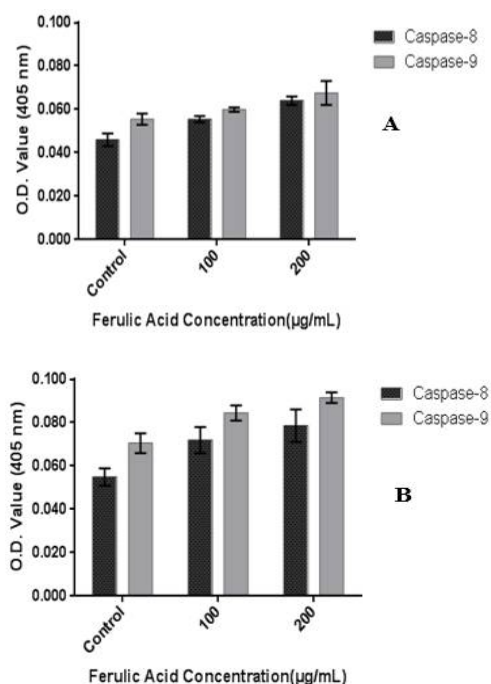 0.100
0.080
0.060
0.040
0.020
0.000
O.D. Value (405 nm)
Caspase-8
Caspase-9
A
Control
100
200
Ferulic Acid Concentration(µg/mL)
0.100
0.080
0.060
0.040
0.020
0.000
O.D. Value (405 nm)
Caspase-8
Caspase-9
B
Control
100
200
Ferulic Acid Concentration(µg/mL)